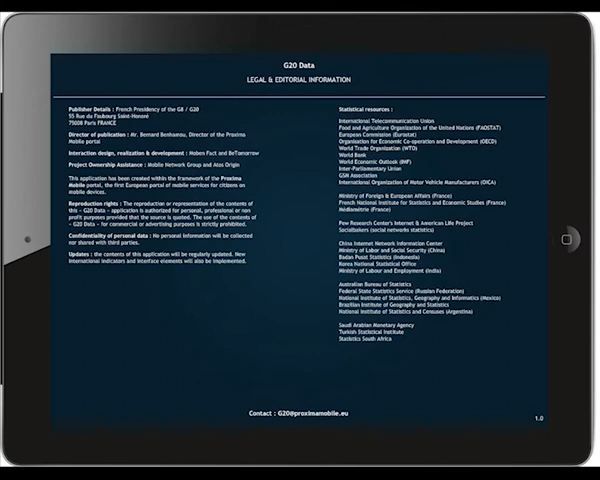 G20 Data
LEGAL & EDITORIAL INFORMATION
Publisher Details : French Presidency of the G8 / G20
55 Rue du Faubourg Saint-Honoré
75008 Paris FRANCE
Director of publication : Mr. Bernard Benhamou, Director of the Proxima
Mobile portal
Interaction design, realization & development : Moben Fact and BeTomorrow
Project Ownership Assistance : Mobile Network Group and Atos Origin
This application has been created within the framework of the Proxima
Mobile portal, the first European portal of mobile services for citizens on
mobile devices.
Reproduction rights : The reproduction or representation of the contents of
this - G20 Data - application is authorized for personal, professional or non
profit purposes provided that the source is quoted. The use of the contents of
- G20 Data - for commercial or advertising purposes is strictly prohibited.
Confidentiality of personal data : No personal information will be collected
nor shared with third parties.
Updates : the contents of this application will be regularly updated. New
international indicators and interface elements will also be implemented.
Statistical resources :
International Telecommunication Union
Food and Agriculture Organization of the United Nations (FAOSTAT)
European Commission (Eurostat)
Organisation for Economic Co-operation and Development (OECD)
World Trade Organization (WTO)
World Bank
World Economic Outlook (IMF)
Inter-Parliamentary Union
GSM Association
International Organization of Motor Vehicle Manufacturers (OICA)
Ministry of Foreign & European Affairs (France)
French National Institute for Statistics and Economic Studies (France)
Médiamétrie (France)
Pew Research Center's Internet & American Life Project
Socialbakers (social networks statistics)
China Internet Network Information Center
Ministry of Labor and Social Security (China)
Badan Pusat Statistics (Indonesia)
Korea National Statistical Office
Ministry of Labour and Employment (India)
Australian Bureau of Statistics
Federal State Statistics Service (Russian Federation)
National Institute of Statistics, Geography and Informatics (Mexico)
Brazilian Institute of Geography and Statistics
National Institute of Statistics and Censuses (Argentina)
Saudi Arabian Monetary Agency
Turkish Statistical Institute
Statistics South Africa
Contact : G20@proximamobile.eu
1.0